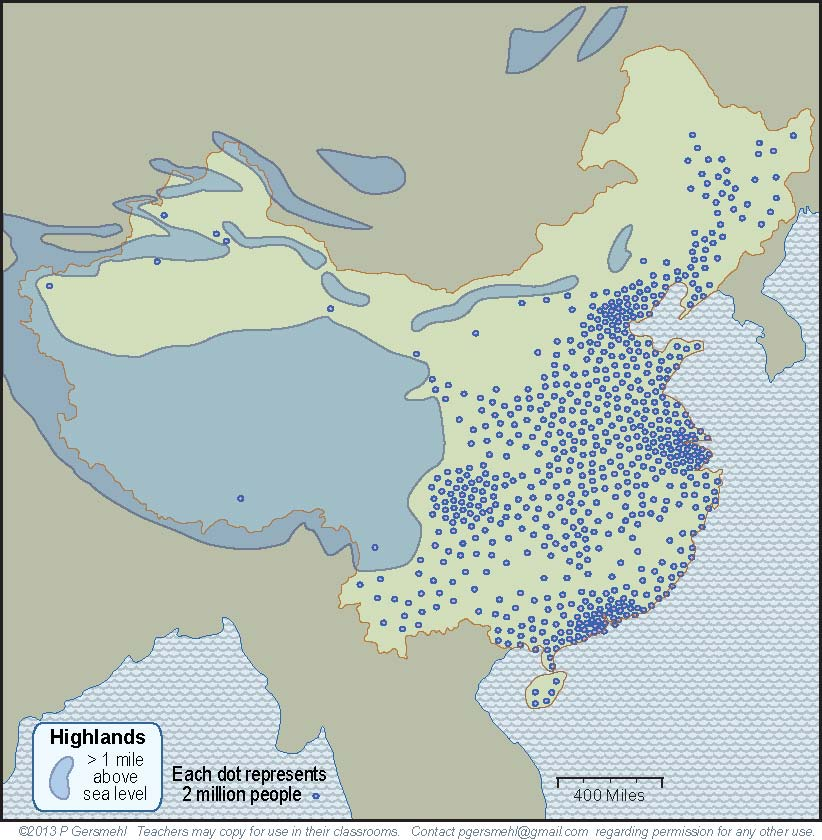 Highlands
> 1 mile
above
sea level
Each dot represents
2 million people
400 Miles
©2013 P Gersmehl   Teachers may copy for use in their classrooms.   Contact pgersmehl@gmail.com   regarding permission for any other use.